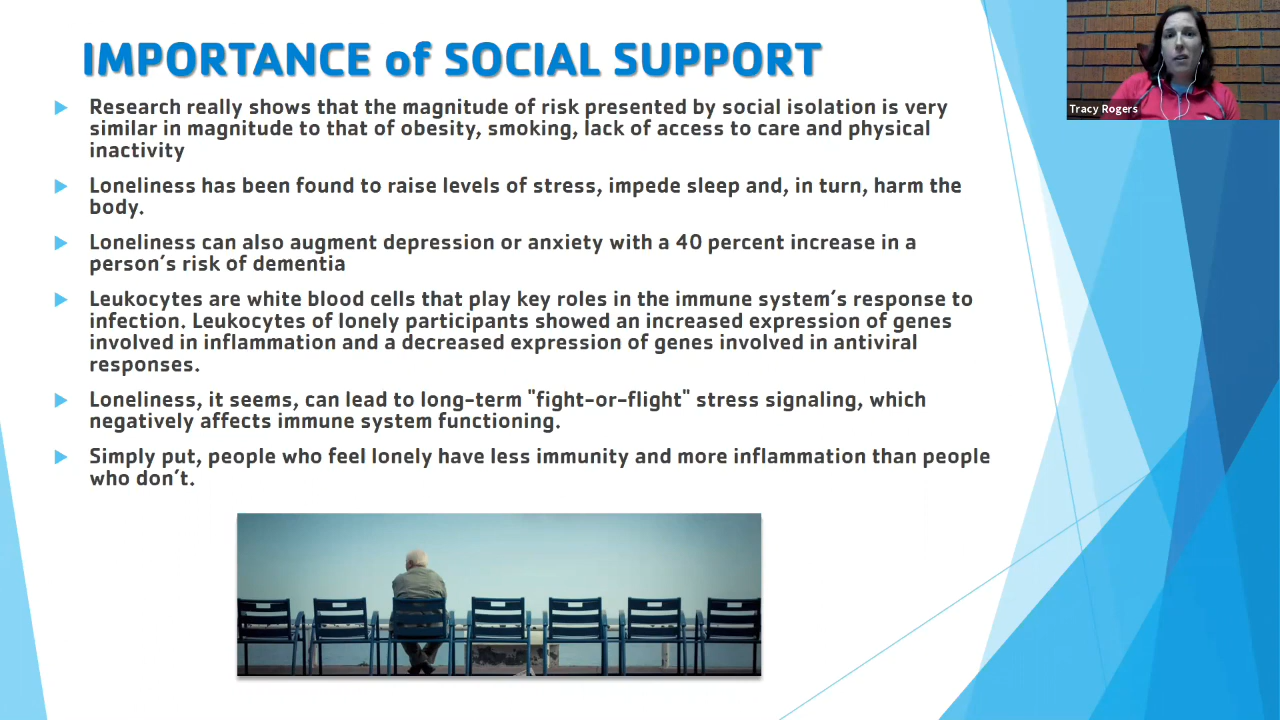 IMPORTANCE of SOCIAL SUPPORT
Research really shows that the magnitude of risk presented by social isolation is very
similar in magnitude to that of obesity, smoking, lack of access to care and physical
inactivity
Loneliness has been found to raise levels of stress, impede sleep and, in turn, harm the
body.
Loneliness can also augment depression or anxiety with a 40 percent increase in a
person's risk of dementia
Leukocytes are white blood cells that play key roles in the immune system's response to
infection. Leukocytes of lonely participants showed an increased expression of genes
involved in inflammation and a decreased expression of genes involved in antiviral
responses.
Loneliness, it seems, can lead to long-term "fight-or-flight" stress signaling, which
negatively affects immune system functioning.
Simply put, people who feel lonely have less immunity and more inflammation than people
who don't.
Tracy Rogers